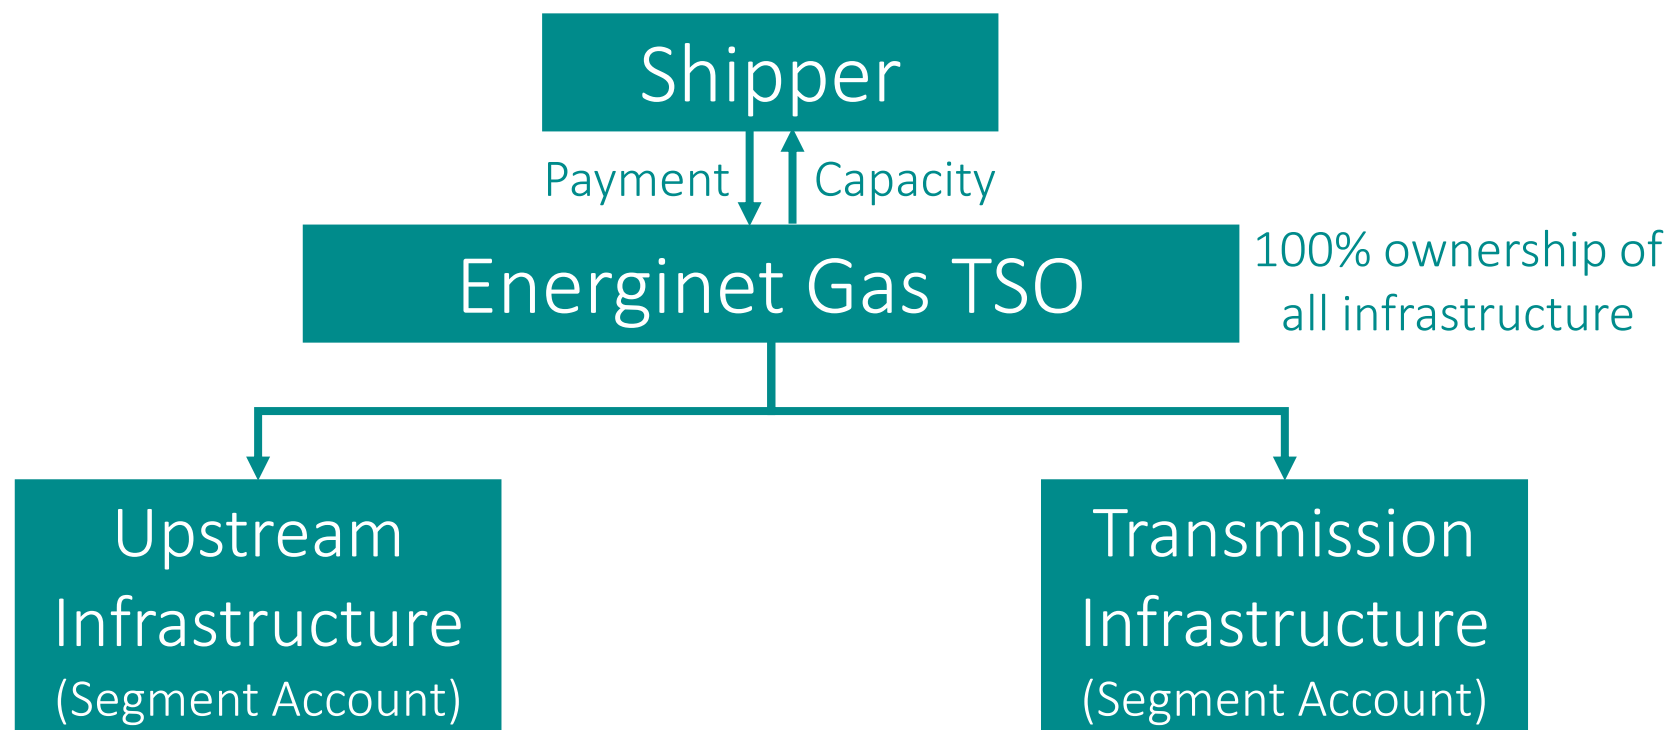 Shipper
Payment
Capacity
Energinet Gas TSO
100% ownership of
all infrastructure
Upstream
Infrastructure
(Segment Account)
Transmission
Infrastructure
(Segment Account)